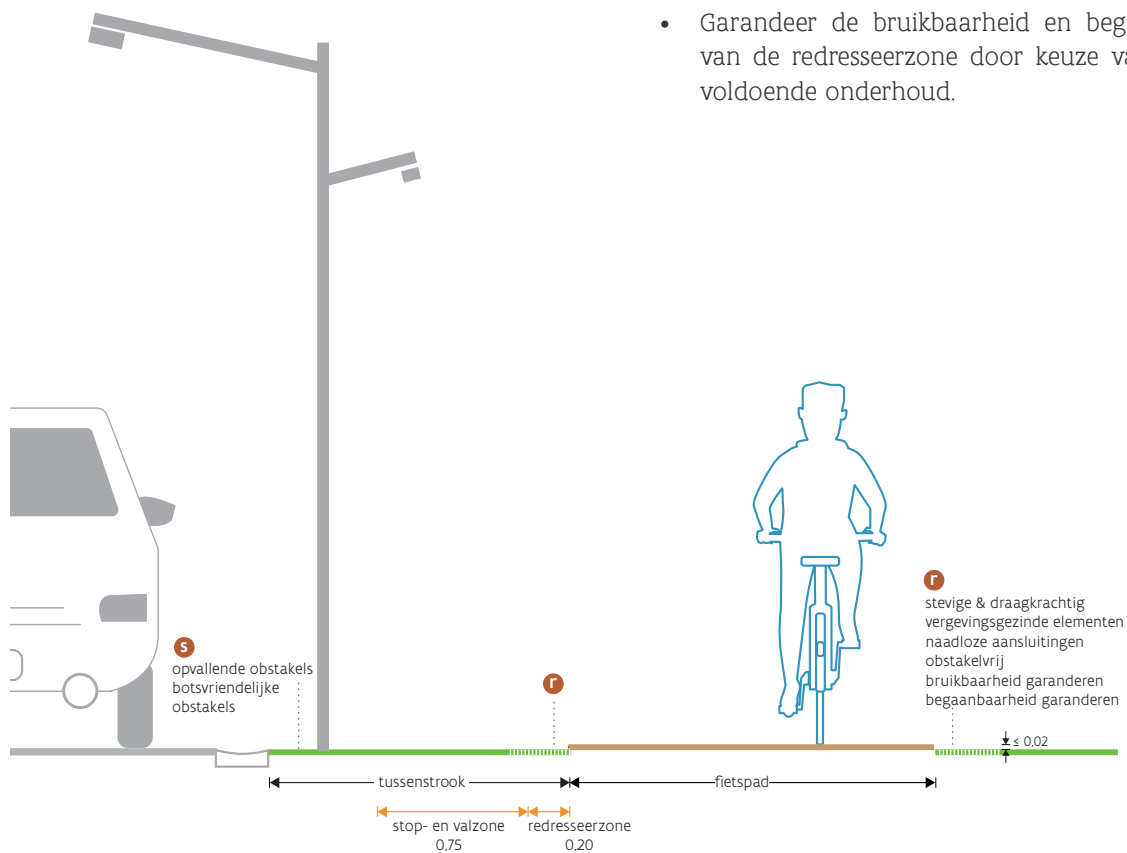 • Garandeer de bruikbaarheid en
van de redresseerzone door keuze
voldoende onderhoud.
s
opvallende obstakels
botsvriendelijke
obstakels
r
r
stevige & draagkrachtig
vergevingsgezinde elementen
naadloze aansluitingen
obstakelvrij
bruikbaarheid garanderen
begaanbaarheid garanderen
≤ 0,02
tussenstrook
fietspad
stop- en valzone
0,75
redresseerzone
0,20